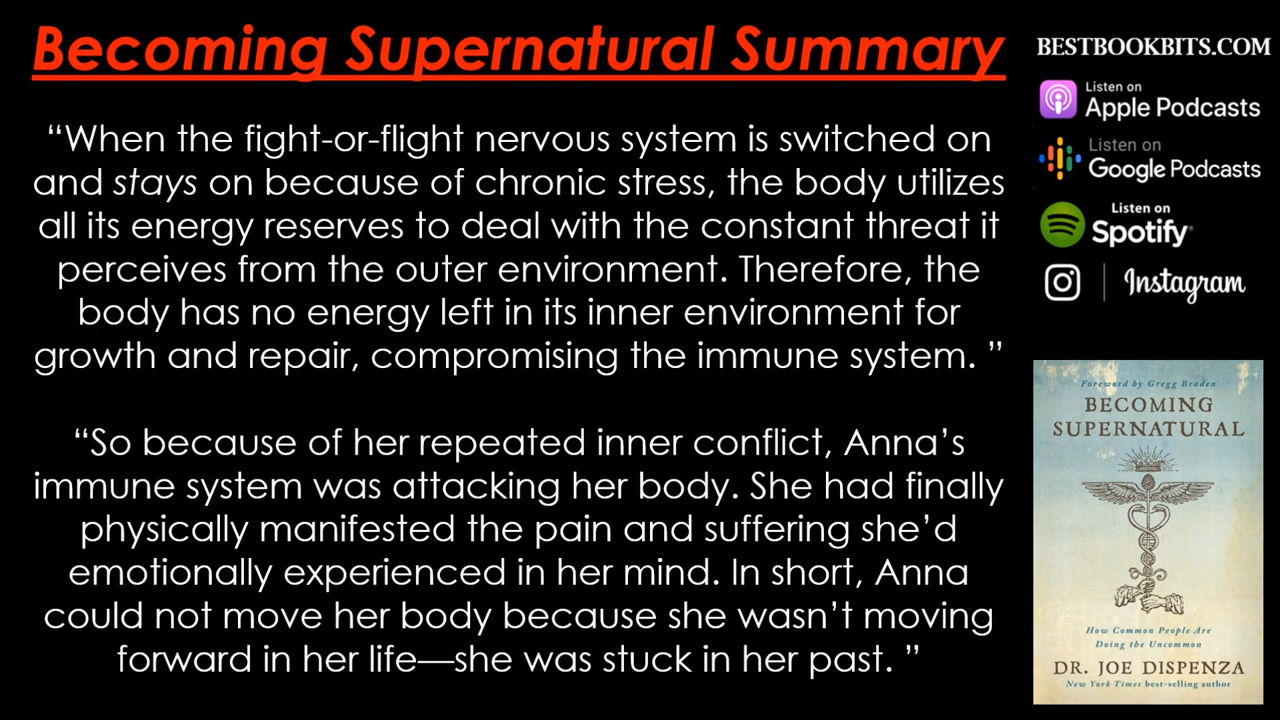 Becoming Supernatural Summary
“When the fight-or-flight nervous system is switched on
and stays on because of chronic stress, the body utilizes
all its energy reserves to deal with the constant threat it
perceives from the outer environment. Therefore, the
body has no energy left in its inner environment for
growth and repair, compromising the immune system. ”
“So because of her repeated inner conflict, Anna’s
immune system was attacking her body. She had finally
physically manifested the pain and suffering she’d
emotionally experienced in her mind. In short, Anna
could not move her body because she wasn’t moving
forward in her life—she was stuck in her past. ”
BESTBOOKBITS.COM
Listen on
Apple Podcasts
Listen on
Google Podcasts
Listen on
Spotify
Instagram
Foreword by Gregg Braden
BECOMING
SUPERNATURAL
How Common People Are
Doing the Uncommon
DR. JOE DISPENZA
New York Times best-selling author